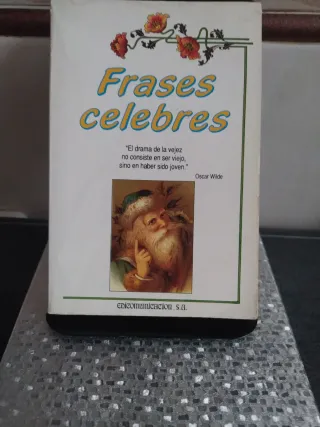 Frases
celebres
"El drama de la vejez
no consiste en ser viejo,
sino en haber sido joven."
Oscar Wilde
EDICOMUNICACION S.A.